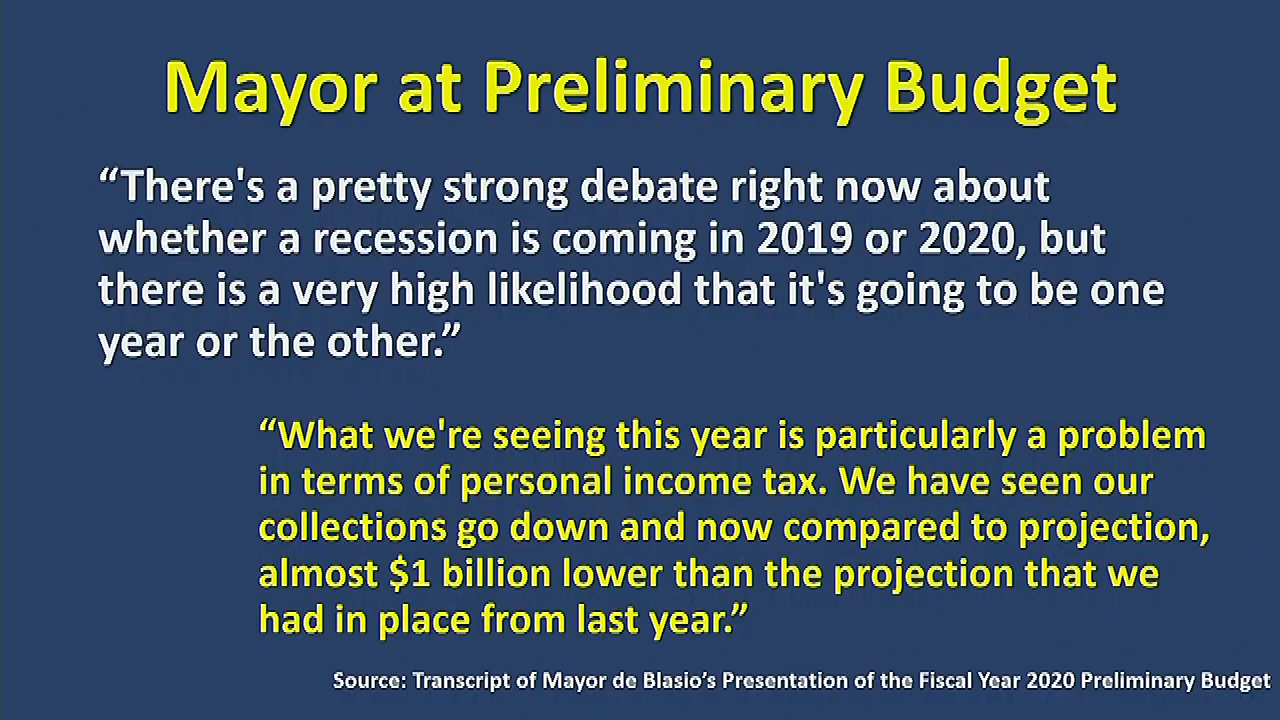 Mayor at Preliminary Budget
“There's a pretty strong debate right now about
whether a recession is coming in 2019 or 2020, but
there is a very high likelihood that it's going to be one
year or the other.”
“What we're seeing this year is particularly a problem
in terms of personal income tax. We have seen our
collections go down and now compared to projection,
almost $1 billion lower than the projection that we
had in place from last year.”
Source: Transcript of Mayor de Blasio’s Presentation of the Fiscal Year 2020 Preliminary Budget